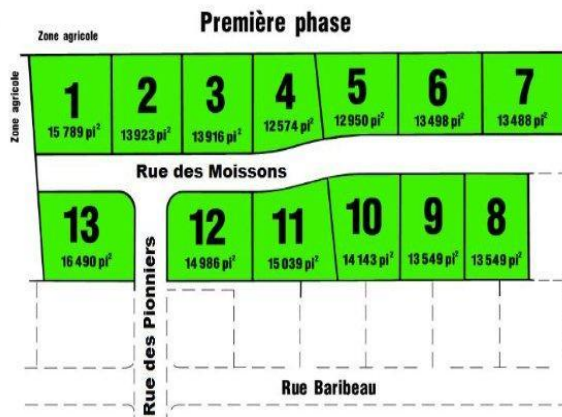 Première phase
Zone agricole
Zone agricole
1
15 789 pi²
2
13 923 pi²
3
13 916 pi²
4
12 574 pi²
5
12 950 pi²
6
13 498 pi²
7
13 488 pi²
Rue des Moissons
13
16 490 pi²
12
14 986 pi²
11
15 039 pi²
10
14 143 pi²
9
13 549 pi²
8
13 549 pi²
Rue des Pionniers
Rue Baribeau